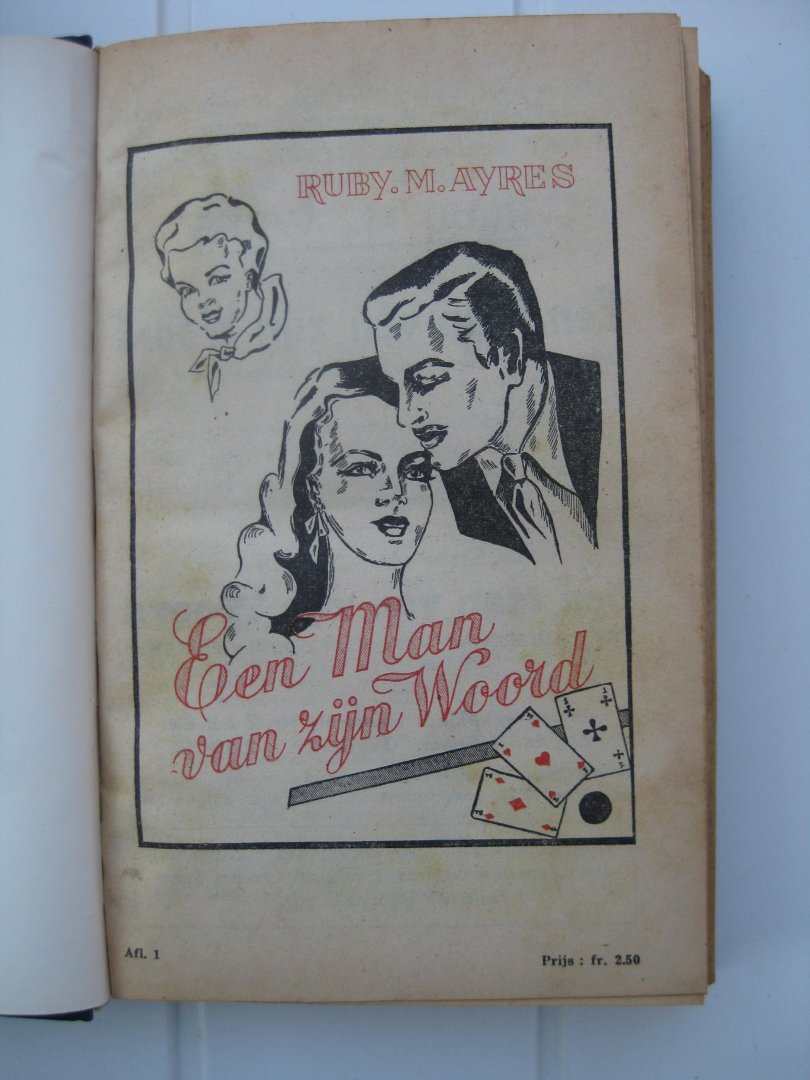 RUBY. M. AYRES
Een Man
van zijn Woord
Afl. 1
Prijs : fr. 2.50